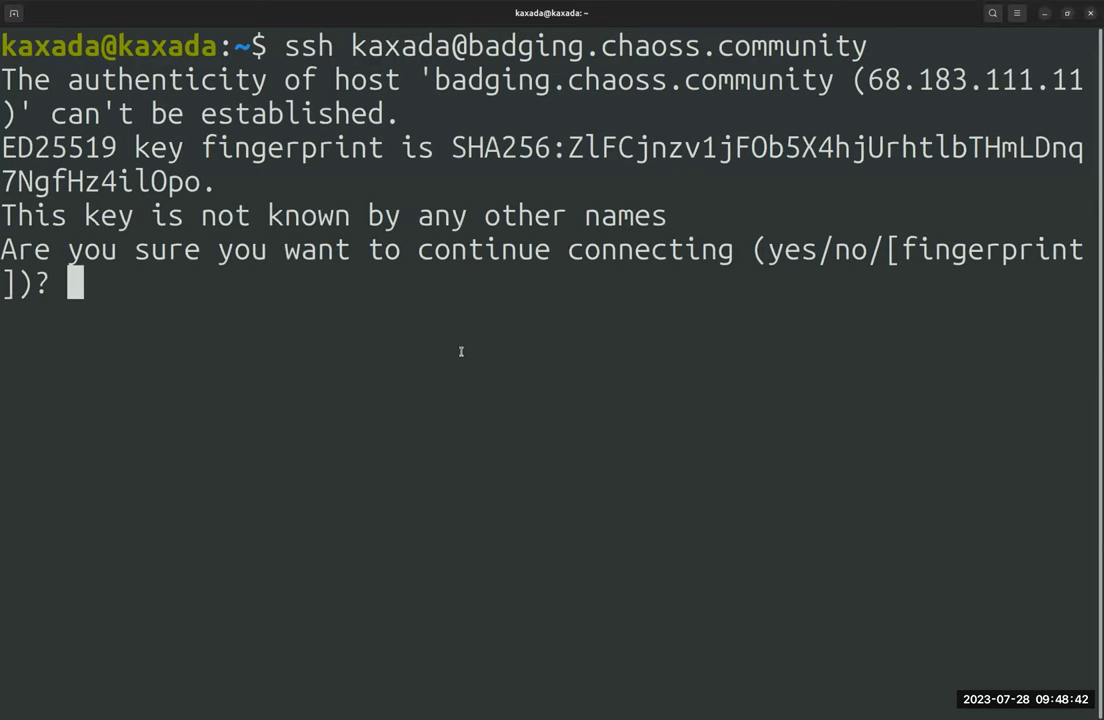 kaxada@kaxada: ~
kaxada@kaxada:~$ ssh kaxada@badging.chaoss.community
The authenticity of host 'badging.chaoss.community (68.183.111.11
)' can't be established.
ED25519 key fingerprint is SHA256:ZlFCjnzv1jFOb5X4hjUrhtlbTHmLDnq
7NgfHz4ilOpo.
This key is not known by any other names
Are you sure you want to continue connecting (yes/no/[fingerprint
])?
2023-07-28 09:48:42